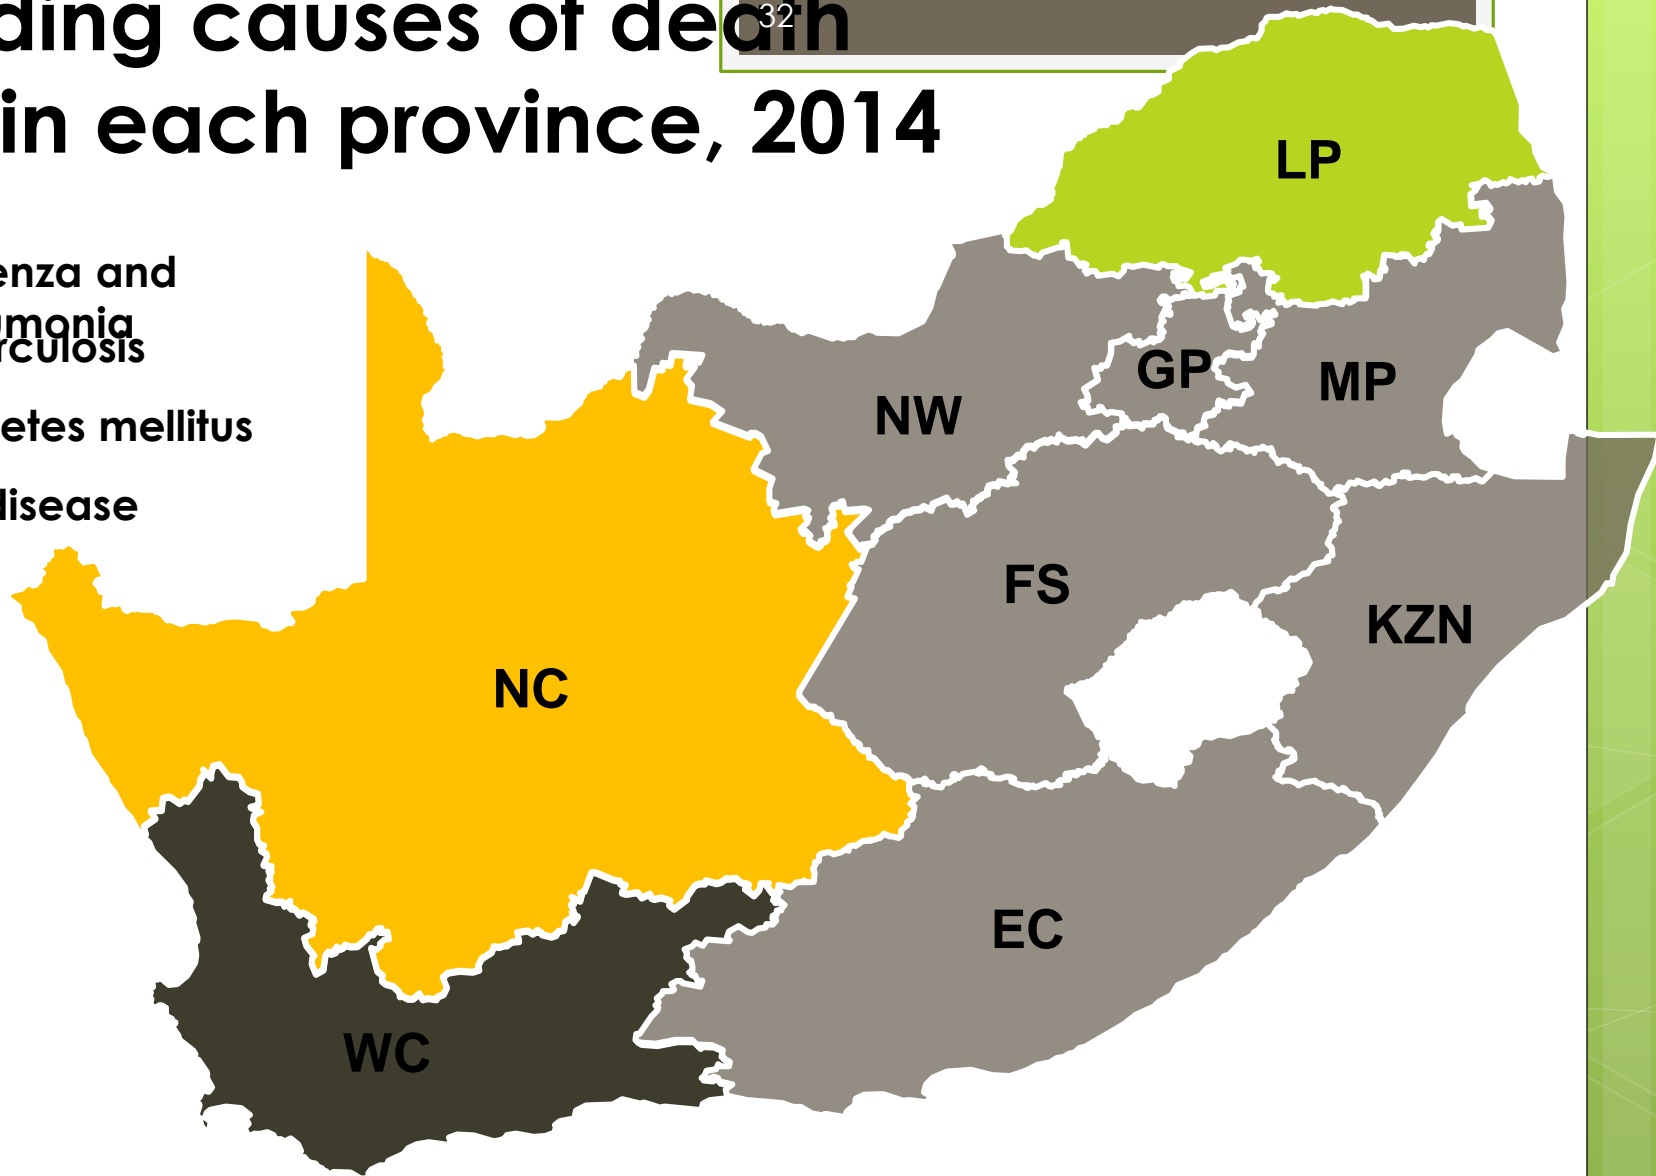 ding causes of death
32
in each province, 2014
enza and
umonia
rculosis
etes mellitus
disease
LP
GP
MP
NW
FS
KZN
NC
EC
WC